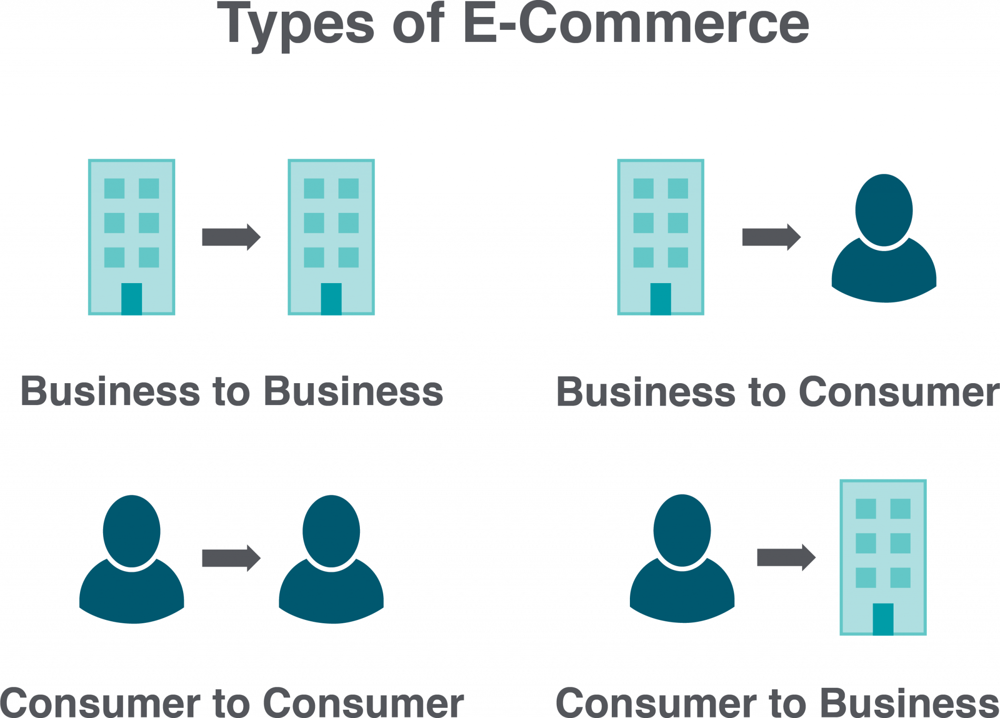 Types of E-Commerce
Business to Business
Business to Consumer
Consumer to Consumer
Consumer to Business